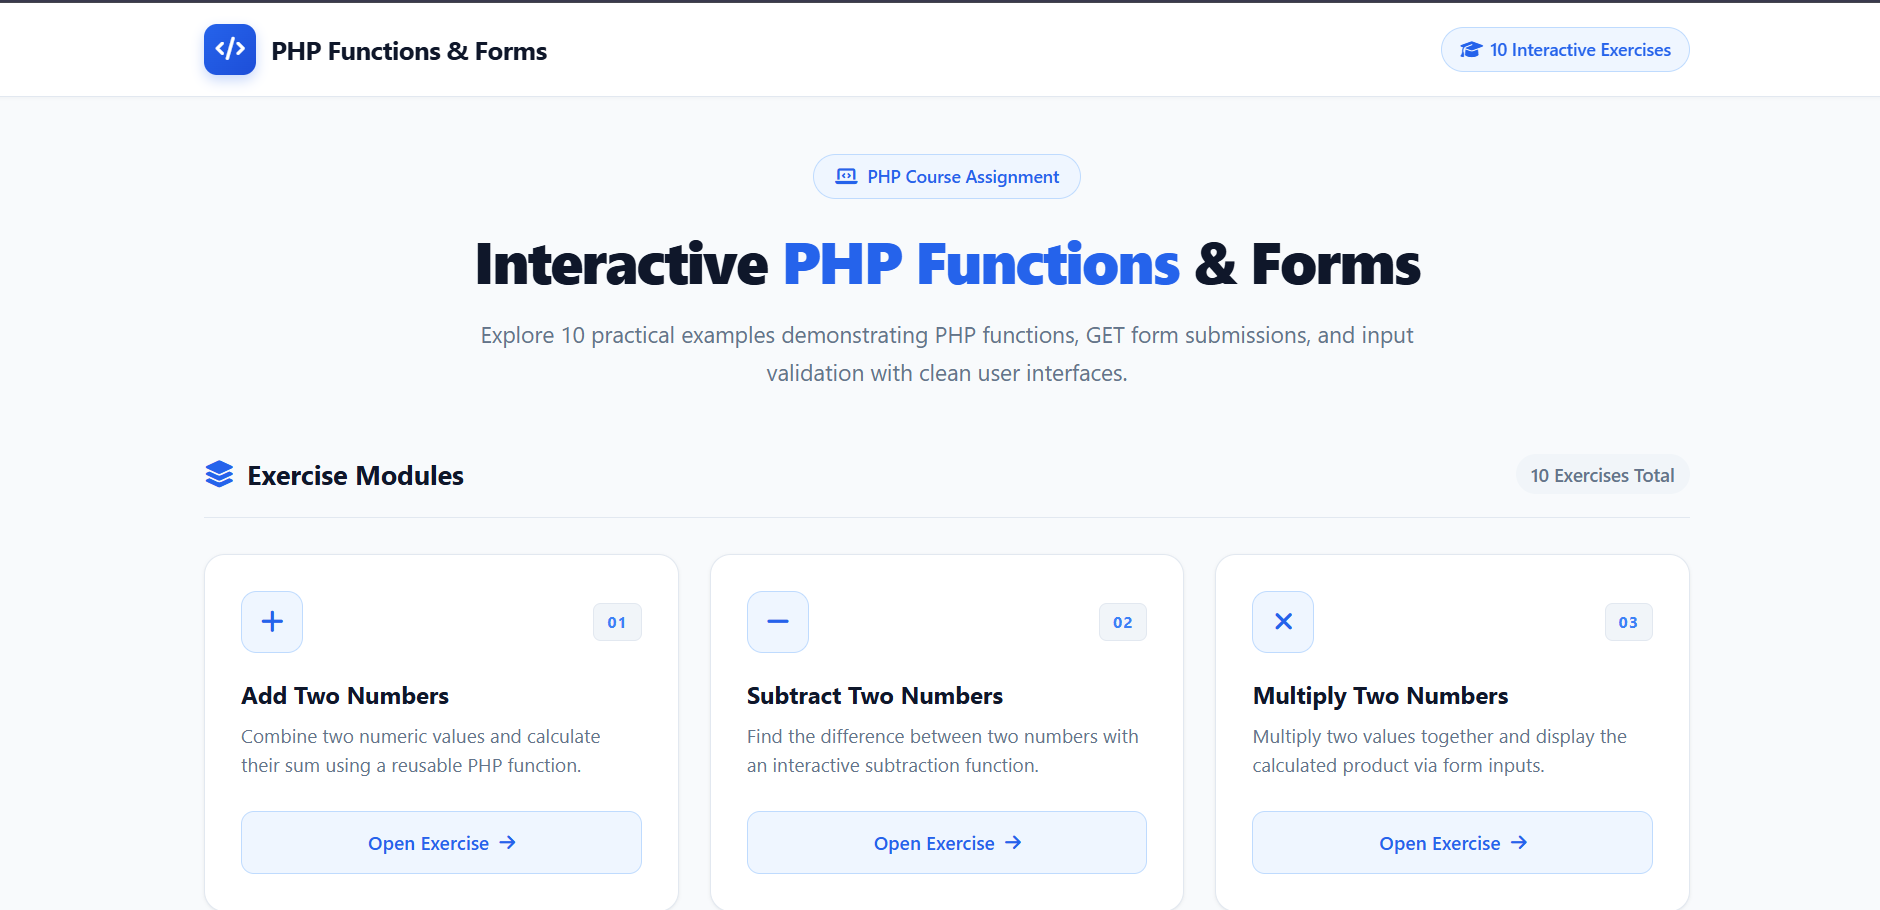 PHP Functions & Forms
10 Interactive Exercises
PHP Course Assignment
Interactive PHP Functions & Forms
Explore 10 practical examples demonstrating PHP functions, GET form submissions, and input
validation with clean user interfaces.
Exercise Modules
10 Exercises Total
01
Add Two Numbers
Combine two numeric values and calculate
their sum using a reusable PHP function.
Open Exercise →
02
Subtract Two Numbers
Find the difference between two numbers with
an interactive subtraction function.
Open Exercise →
03
Multiply Two Numbers
Multiply two values together and display the
calculated product via form inputs.
Open Exercise →